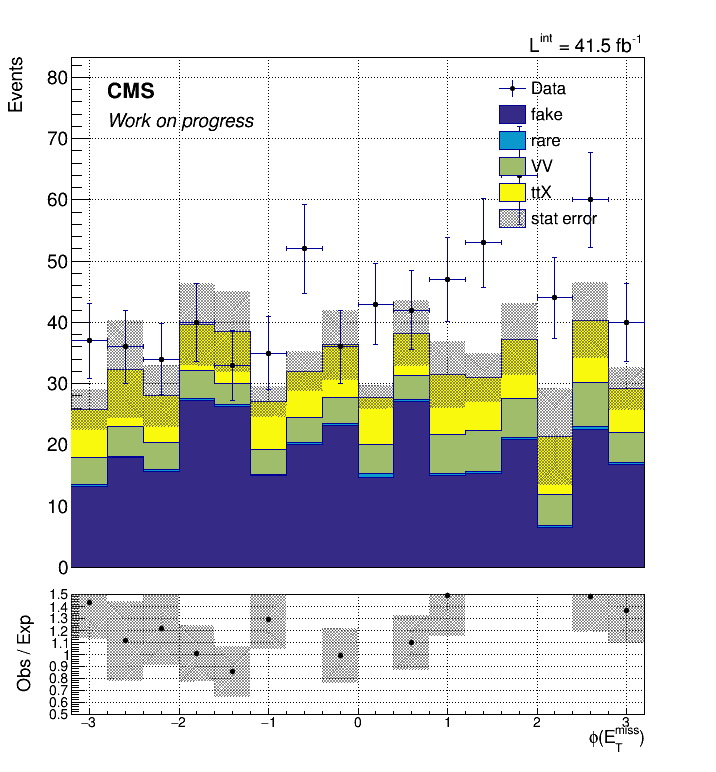 L^int = 41.5 fb^-1
Events
CMS
Work on progress
Data
fake
rare
VV
ttX
stat error
80
70
60
50
40
30
20
10
0
Obs / Exp
1.5
1.4
1.3
1.2
1.1
1
0.9
0.8
0.7
0.6
0.5
−3 −2 −1 0 1 2 3
ϕ(E_T^miss)